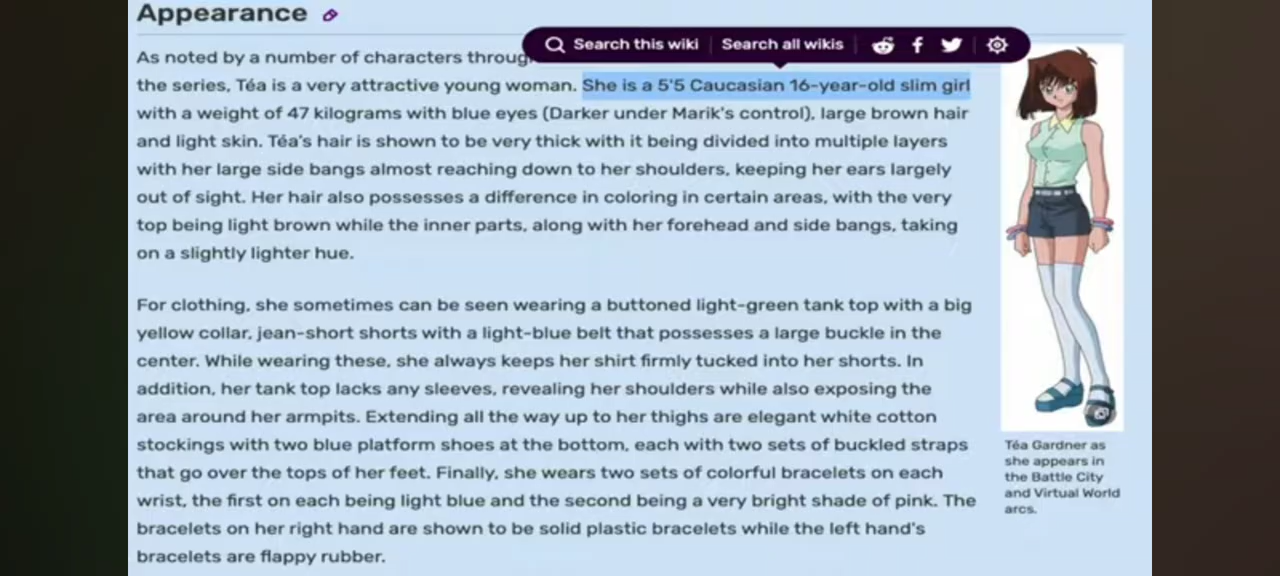 Appearance
Search this wiki Search all wikis
As noted by a number of characters throug
the series, Téa is a very attractive young woman. She is a 5'5 Caucasian 16-year-old slim girl
with a weight of 47 kilograms with blue eyes (Darker under Marik's control), large brown hair
and light skin. Téa's hair is shown to be very thick with it being divided into multiple layers
with her large side bangs almost reaching down to her shoulders, keeping her ears largely
out of sight. Her hair also possesses a difference in coloring in certain areas, with the very
top being light brown while the inner parts, along with her forehead and side bangs, taking
on a slightly lighter hue.
For clothing, she sometimes can be seen wearing a buttoned light-green tank top with a big
yellow collar, jean-short shorts with a light-blue belt that possesses a large buckle in the
center. While wearing these, she always keeps her shirt firmly tucked into her shorts. In
addition, her tank top lacks any sleeves, revealing her shoulders while also exposing the
area around her armpits. Extending all the way up to her thighs are elegant white cotton
stockings with two blue platform shoes at the bottom, each with two sets of buckled straps
that go over the tops of her feet. Finally, she wears two sets of colorful bracelets on each
wrist, the first on each being light blue and the second being a very bright shade of pink. The
bracelets on her right hand are shown to be solid plastic bracelets while the left hand's
bracelets are flappy rubber.
Téa Gardner as
she appears in
the Battle City
and Virtual World
arcs.